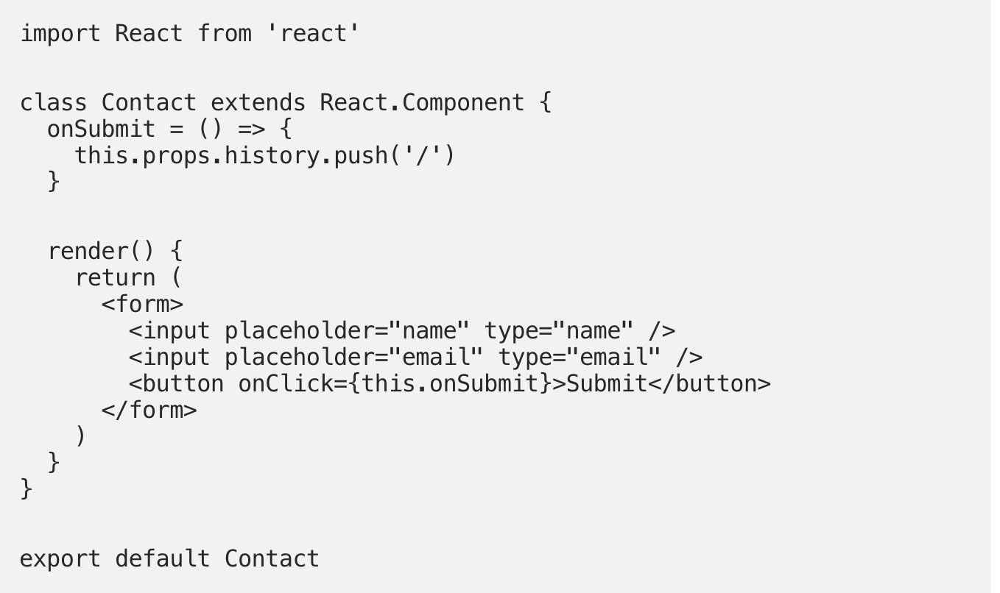 import React from 'react'

class Contact extends React.Component {
  onSubmit = () => {
    this.props.history.push('/')
  }

  render() {
    return (
      <form>
        <input placeholder="name" type="name" />
        <input placeholder="email" type="email" />
        <button onClick={this.onSubmit}>Submit</button>
      </form>
    )
  }
}

export default Contact